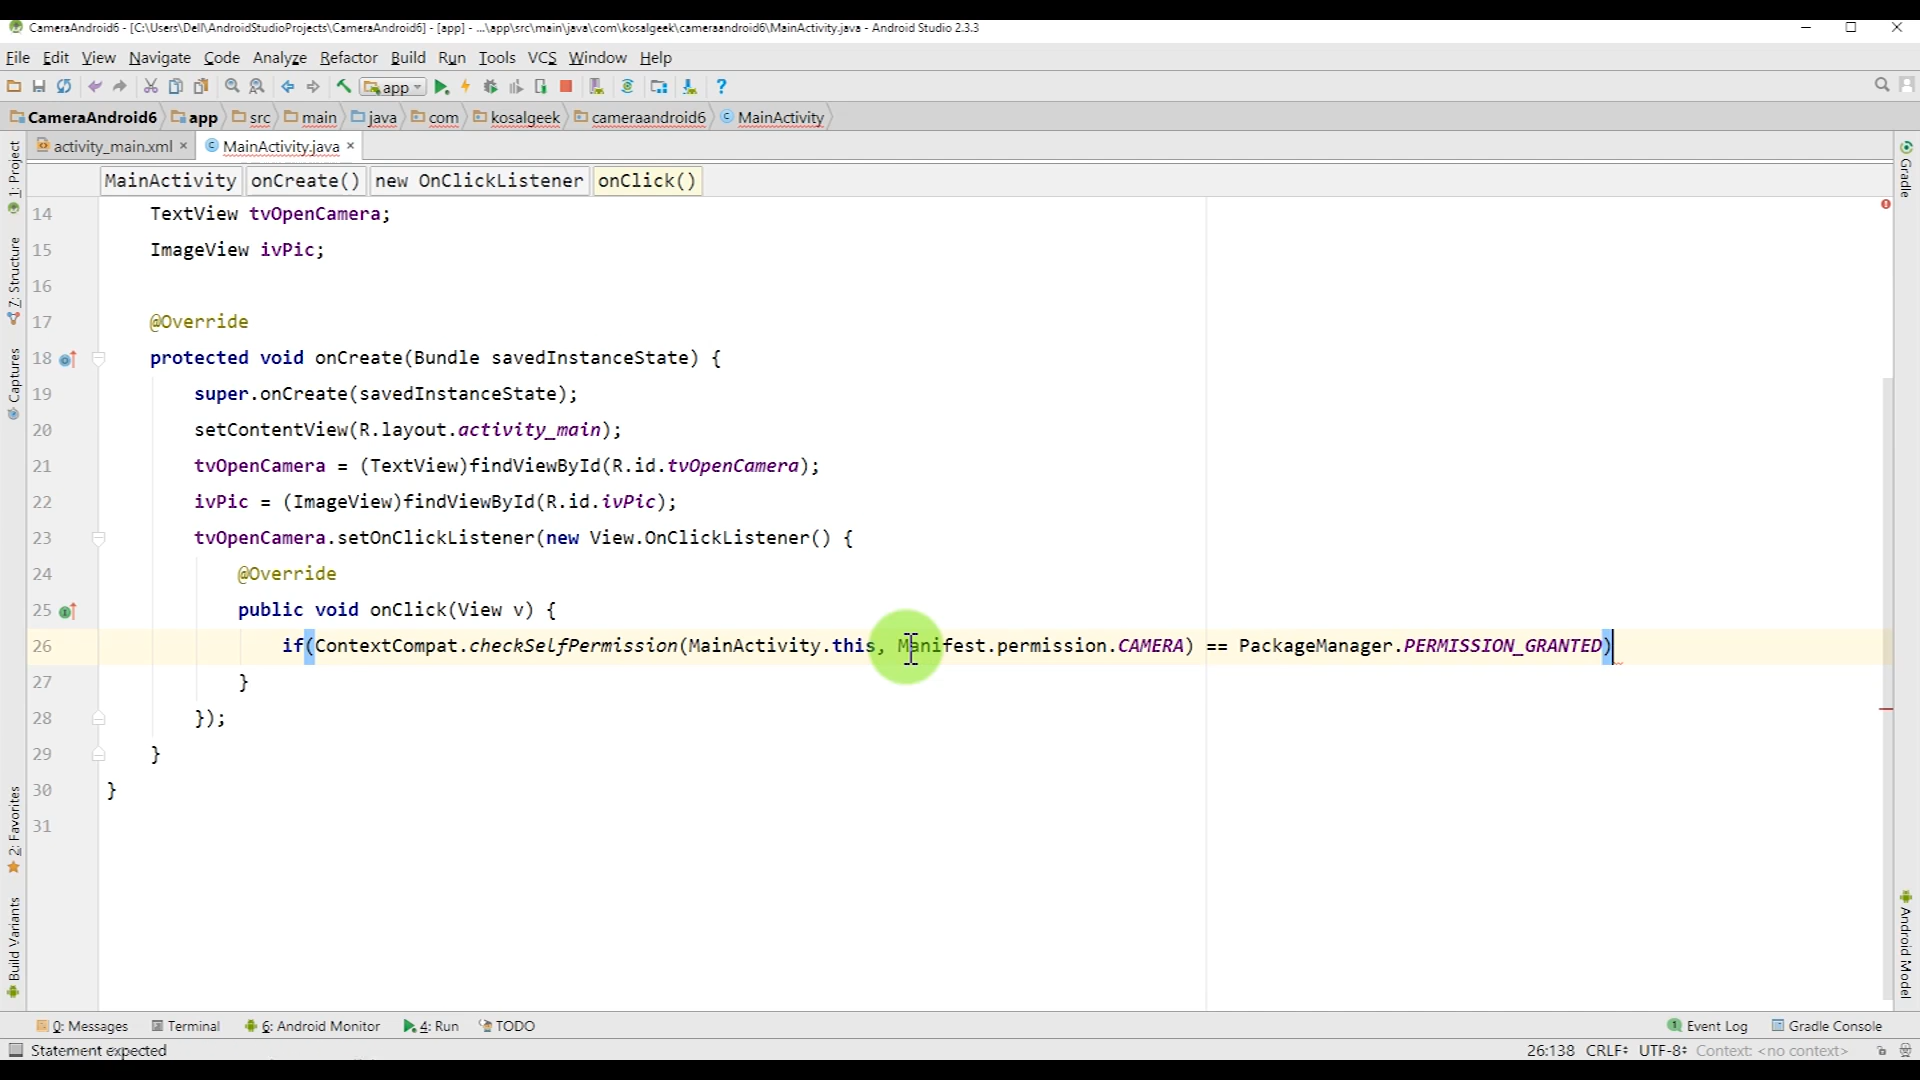 CameraAndroid6 - [C:\Users\Dell\AndroidStudioProjects\CameraAndroid6] - [app] - ...\app\src\main\java\com\kosalgeek\cameraandroid6\MainActivity.java - Android Studio 2.3.3
File Edit View Navigate Code Analyze Refactor Build Run Tools VCS Window Help
app
CameraAndroid6 app src main java com kosalgeek cameraandroid6 MainActivity
activity_main.xml MainActivity.java
MainActivity onCreate() new OnClickListener onClick()
1: Project
7: Structure
Captures
2: Favorites
Build Variants
14 TextView tvOpenCamera;
15 ImageView ivPic;
16
17 @Override
18 protected void onCreate(Bundle savedInstanceState) {
19 super.onCreate(savedInstanceState);
20 setContentView(R.layout.activity_main);
21 tvOpenCamera = (TextView)findViewById(R.id.tvOpenCamera);
22 ivPic = (ImageView)findViewById(R.id.ivPic);
23 tvOpenCamera.setOnClickListener(new View.OnClickListener() {
24 @Override
25 public void onClick(View v) {
26 if(ContextCompat.checkSelfPermission(MainActivity.this, Manifest.permission.CAMERA) == PackageManager.PERMISSION_GRANTED)
27 }
28 });
29 }
30 }
31
Gradle
Android Model
0: Messages Terminal 6: Android Monitor 4: Run TODO 1 Event Log Gradle Console
Statement expected 26:138 CRLF UTF-8 Context: <no context>